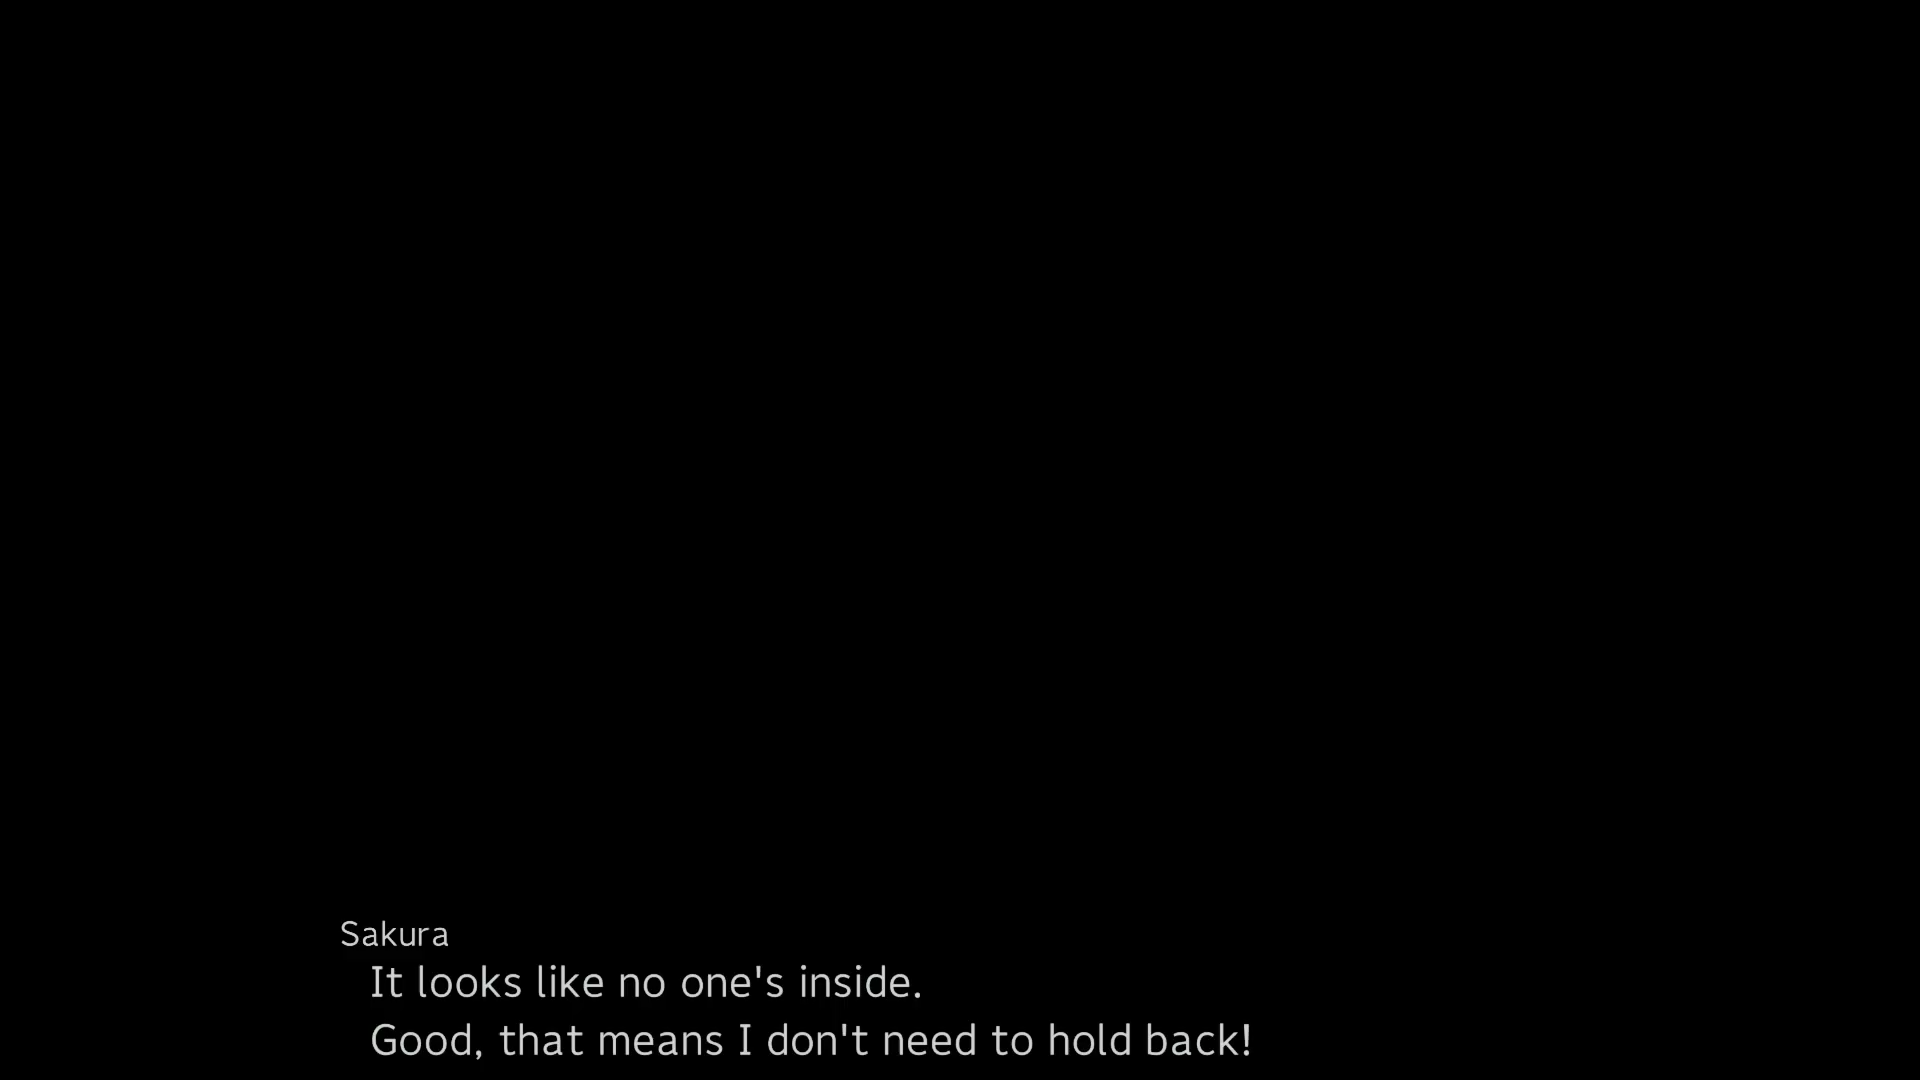 Sakura
It looks like no one's inside.
Good, that means I don't need to hold back!